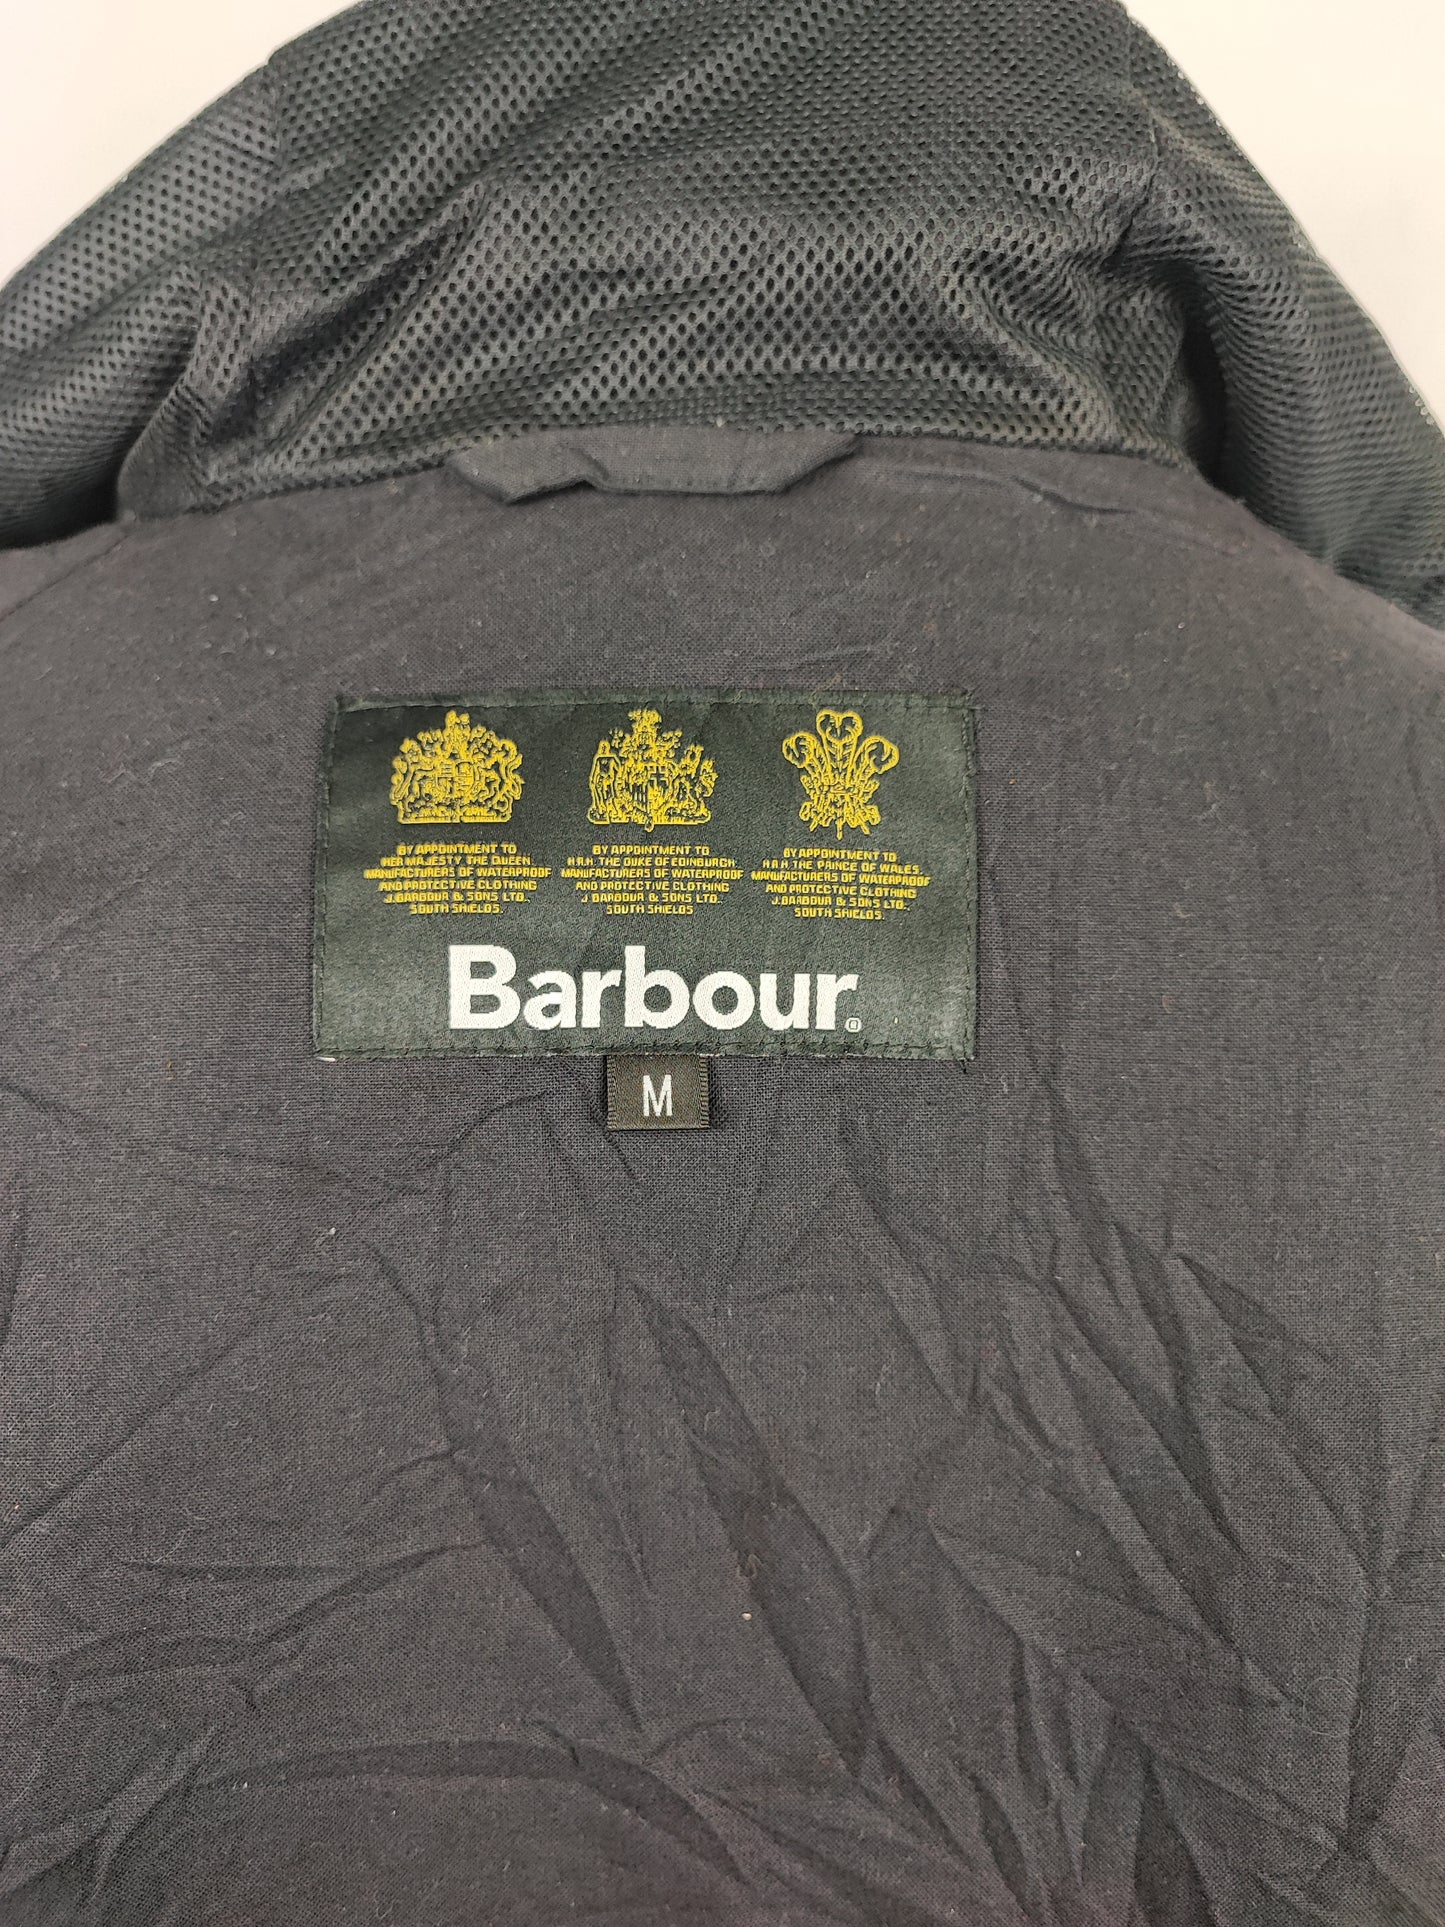 BY APPOINTMENT TO
HER MAJESTY THE QUEEN
MANUFACTURERS OF WATERPROOF
AND PROTECTIVE CLOTHING
J. BARBOUR & SONS LTD.,
SOUTH SHIELDS.
BY APPOINTMENT TO
H.R.H. THE DUKE OF EDINBURGH
MANUFACTURERS OF WATERPROOF
AND PROTECTIVE CLOTHING
J BARBOUR & SONS LTD.,
SOUTH SHIELDS
BY APPOINTMENT TO
H.R.H. THE PRINCE OF WALES.
MANUFACTURERS OF WATERPROOF
AND PROTECTIVE CLOTHING
J.BARBOUR & SONS LTD.,
SOUTH SHIELDS.
Barbour®
M